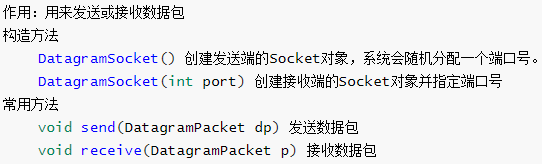 作用：用来发送或接收数据包
构造方法
DatagramSocket() 创建发送端的Socket对象，系统会随机分配一个端口号。
DatagramSocket(int port) 创建接收端的Socket对象并指定端口号
常用方法
void send(DatagramPacket dp) 发送数据包
void receive(DatagramPacket p) 接收数据包